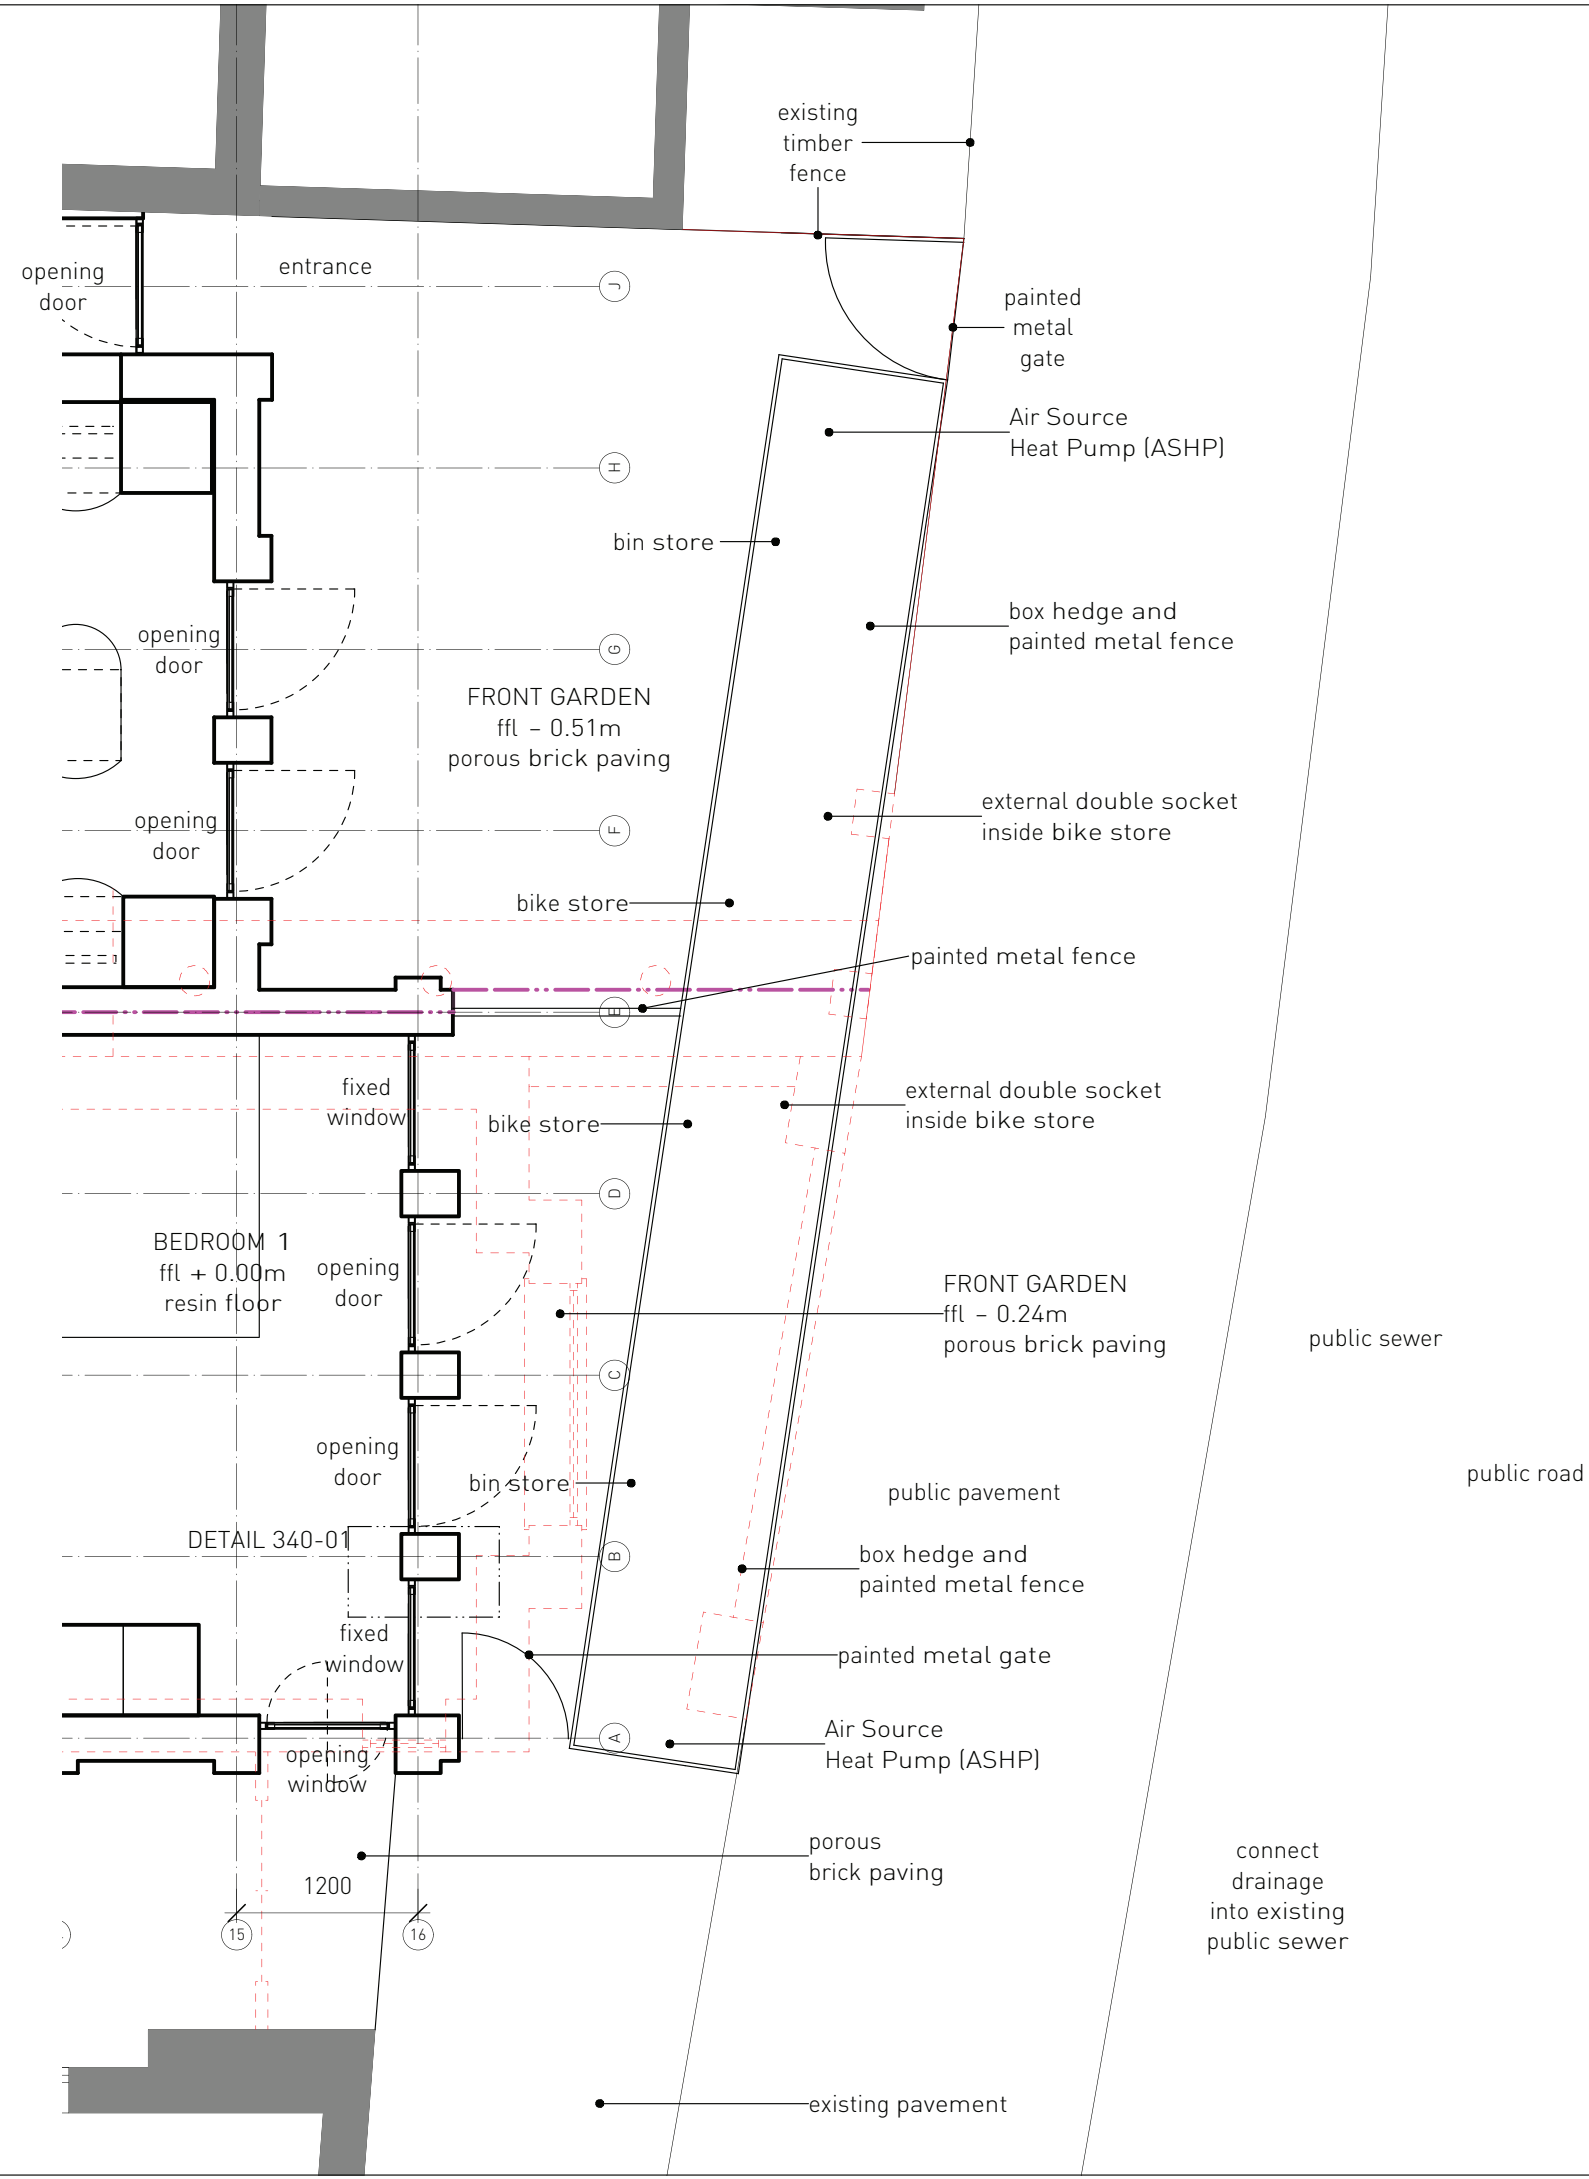 existing
timber
fence
opening
door
entrance
J
painted
metal
gate
Air Source
Heat Pump (ASHP)
H
bin store
box hedge and
painted metal fence
opening
door
G
FRONT GARDEN
ffl - 0.51m
porous brick paving
external double socket
inside bike store
opening
door
F
bike store
painted metal fence
E
fixed
window
external double socket
inside bike store
bike store
D
BEDROOM 1
ffl + 0.00m
resin floor
opening
door
FRONT GARDEN
ffl - 0.24m
porous brick paving
public sewer
C
opening
door
bin store
public road
public pavement
DETAIL 340-01
B
box hedge and
painted metal fence
fixed
window
painted metal gate
A
Air Source
Heat Pump (ASHP)
opening
window
porous
brick paving
1200
connect
drainage
into existing
public sewer
15
16
existing pavement